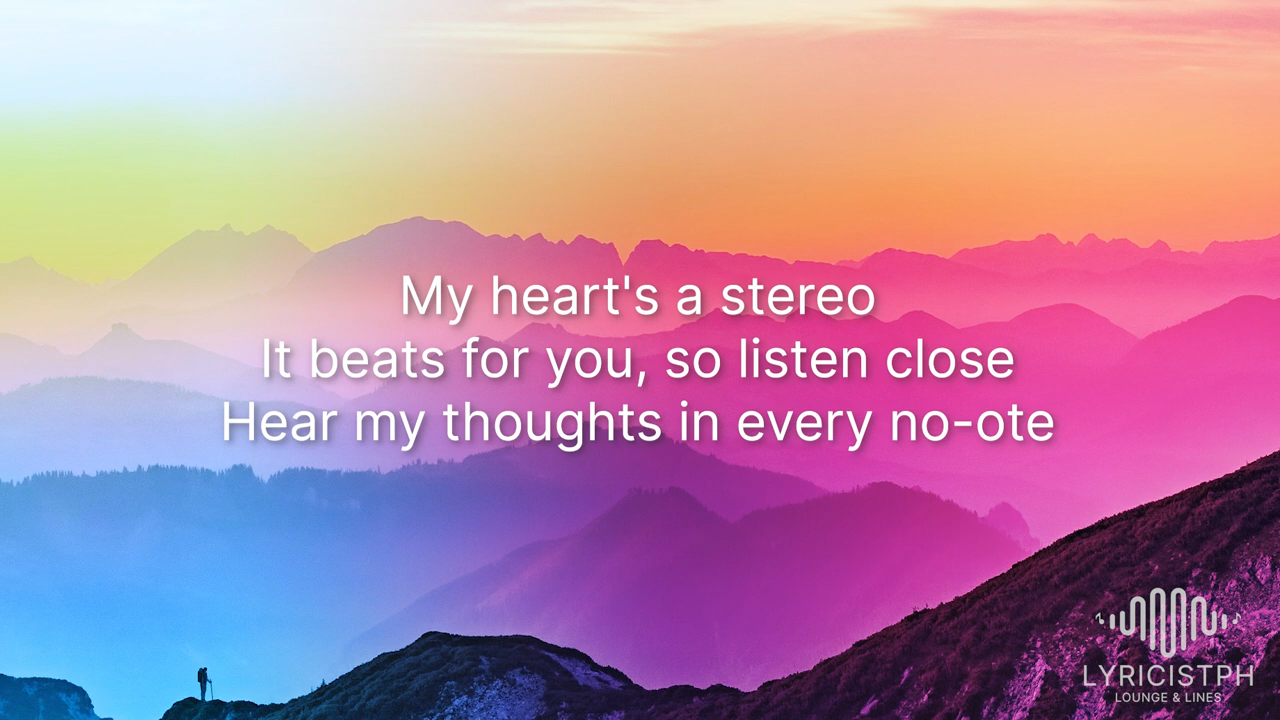 My heart's a stereo
It beats for you, so listen close
Hear my thoughts in every no-ote
LYRICISTPH
LOUNGE & LINES